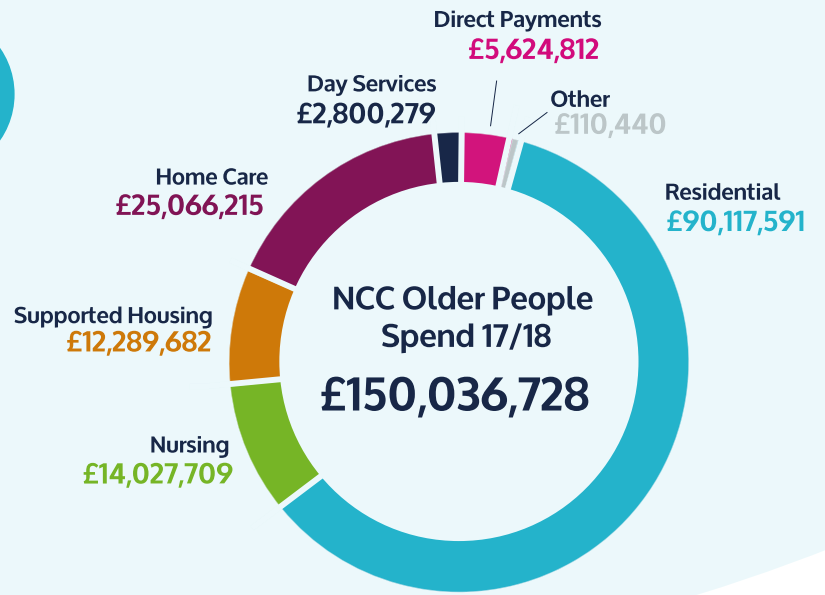 Direct Payments
£5,624,812
Day Services
£2,800,279
Other
£110,440
Home Care
£25,066,215
Residential
£90,117,591
NCC Older People
Spend 17/18
£150,036,728
Supported Housing
£12,289,682
Nursing
£14,027,709